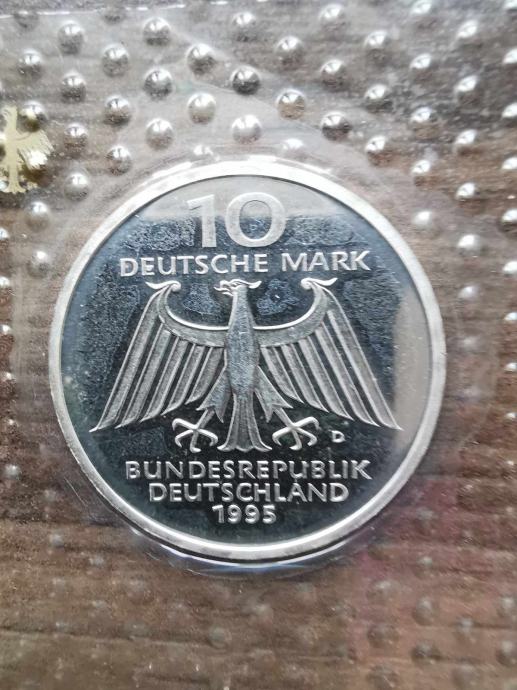 10
DEUTSCHE MARK
D
BUNDESREPUBLIK
DEUTSCHLAND
1995